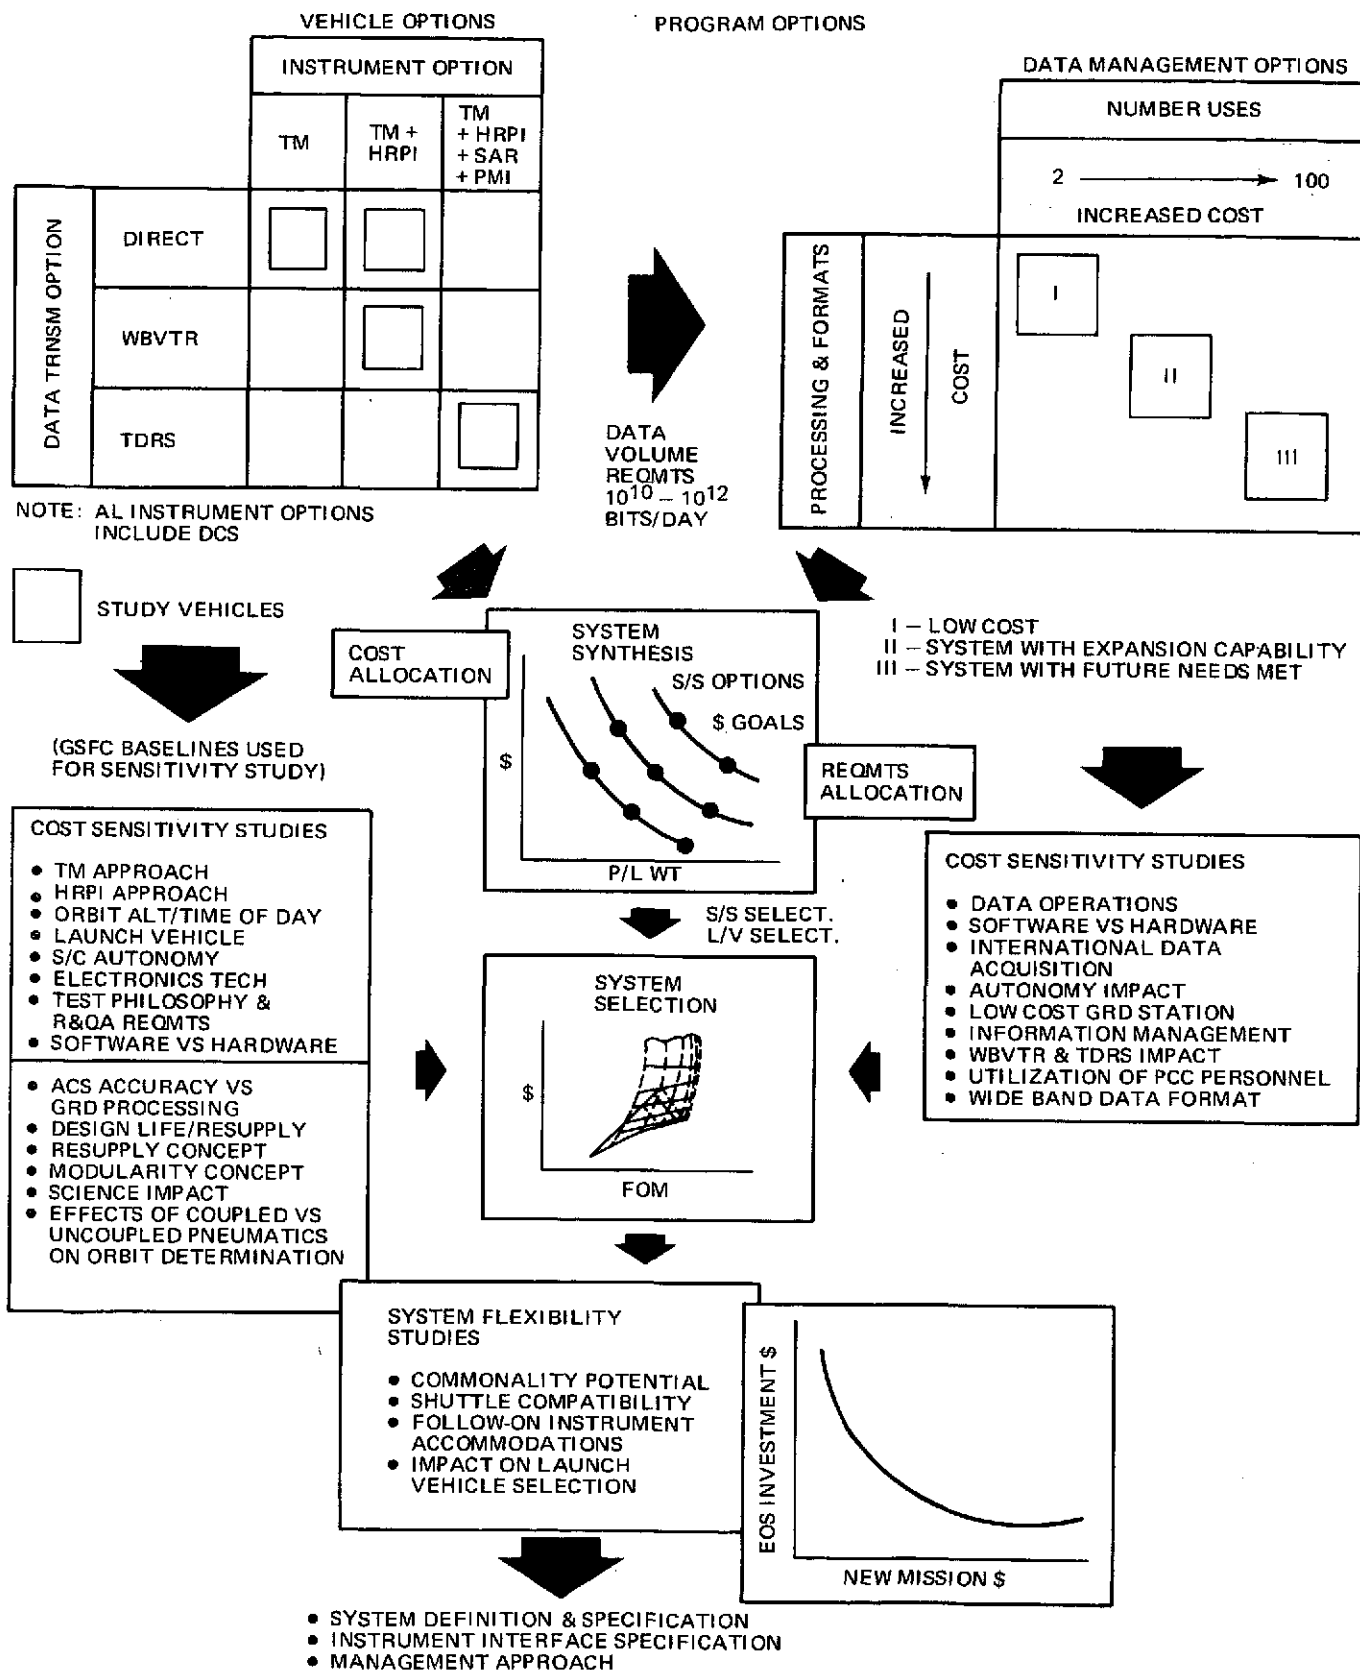 VEHICLE OPTIONS
PROGRAM OPTIONS
INSTRUMENT OPTION
TM
TM +
HRPI
TM
+ HRPI
+ SAR
+ PMI
DATA TRNSM OPTION
DIRECT
WBVTR
TDRS
NOTE: AL INSTRUMENT OPTIONS
INCLUDE DCS
STUDY VEHICLES
DATA
VOLUME
REQMTS
10^10 – 10^12
BITS/DAY
DATA MANAGEMENT OPTIONS
NUMBER USES
2 100
INCREASED COST
PROCESSING & FORMATS
INCREASED
COST
I
II
III
I – LOW COST
II – SYSTEM WITH EXPANSION CAPABILITY
III – SYSTEM WITH FUTURE NEEDS MET
COST
ALLOCATION
SYSTEM
SYNTHESIS
S/S OPTIONS
$ GOALS
$
P/L WT
REQMTS
ALLOCATION
(GSFC BASELINES USED
FOR SENSITIVITY STUDY)
COST SENSITIVITY STUDIES
● TM APPROACH
● HRPI APPROACH
● ORBIT ALT/TIME OF DAY
● LAUNCH VEHICLE
● S/C AUTONOMY
● ELECTRONICS TECH
● TEST PHILOSOPHY &
R&QA REQMTS
● SOFTWARE VS HARDWARE
● ACS ACCURACY VS
GRD PROCESSING
● DESIGN LIFE/RESUPPLY
● RESUPPLY CONCEPT
● MODULARITY CONCEPT
● SCIENCE IMPACT
● EFFECTS OF COUPLED VS
UNCOUPLED PNEUMATICS
ON ORBIT DETERMINATION
S/S SELECT.
L/V SELECT.
SYSTEM
SELECTION
$
FOM
COST SENSITIVITY STUDIES
● DATA OPERATIONS
● SOFTWARE VS HARDWARE
● INTERNATIONAL DATA
ACQUISITION
● AUTONOMY IMPACT
● LOW COST GRD STATION
● INFORMATION MANAGEMENT
● WBVTR & TDRS IMPACT
● UTILIZATION OF PCC PERSONNEL
● WIDE BAND DATA FORMAT
SYSTEM FLEXIBILITY
STUDIES
● COMMONALITY POTENTIAL
● SHUTTLE COMPATIBILITY
● FOLLOW-ON INSTRUMENT
ACCOMMODATIONS
● IMPACT ON LAUNCH
VEHICLE SELECTION
EOS INVESTMENT $
NEW MISSION $
● SYSTEM DEFINITION & SPECIFICATION
● INSTRUMENT INTERFACE SPECIFICATION
● MANAGEMENT APPROACH